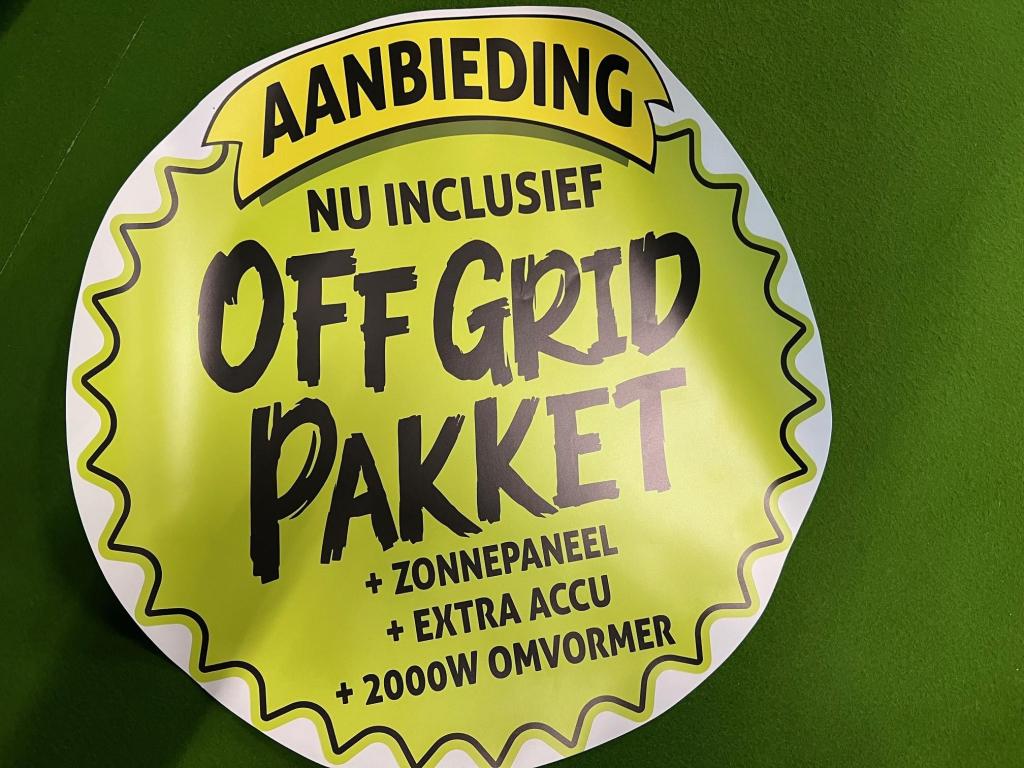 AANBIEDING
NU INCLUSIEF
OFF GRID
PAKKET
+ ZONNEPANEEL
+ EXTRA ACCU
+ 2000W OMVORMER